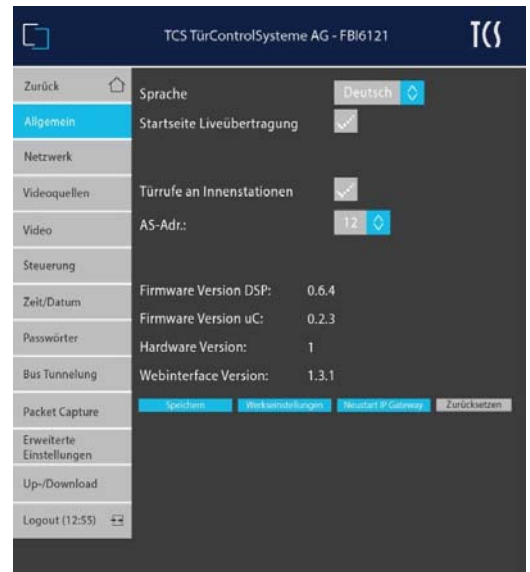 TCS TürControlSysteme AG - FBI6121
TCS
Zurück
Allgemein
Netzwerk
Videoquellen
Video
Steuerung
Zeit/Datum
Passwörter
Bus Tunnelung
Packet Capture
Erweiterte
Einstellungen
Up-/Download
Logout (12:55)
Sprache Deutsch
Startseite Liveübertragung
Türrufe an Innenstationen
AS-Adr.: 12
Firmware Version DSP: 0.6.4
Firmware Version uC: 0.2.3
Hardware Version: 1
Webinterface Version: 1.3.1
Speichern Werkseinstellungen Neustart IP Gateway Zurücksetzen